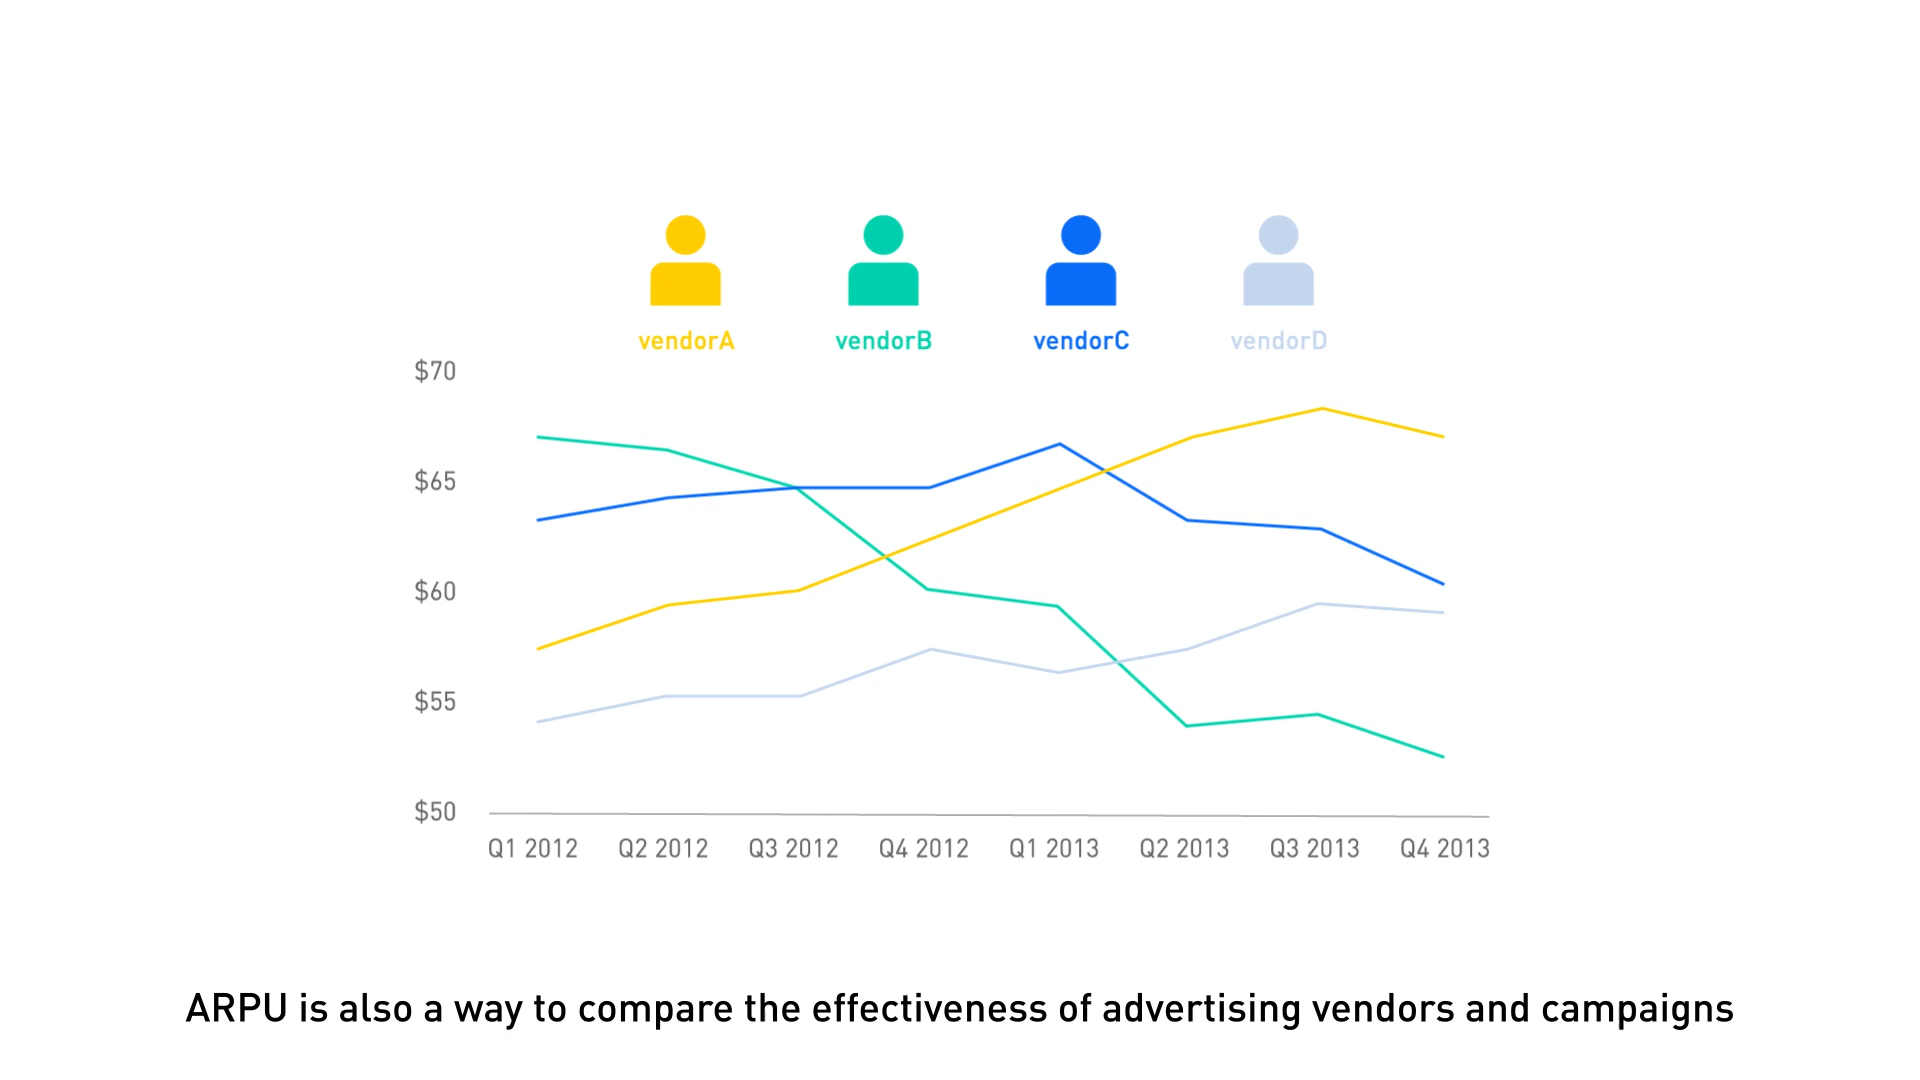 vendorA vendorB vendorC vendorD
$70
$65
$60
$55
$50
Q1 2012 Q2 2012 Q3 2012 Q4 2012 Q1 2013 Q2 2013 Q3 2013 Q4 2013
ARPU is also a way to compare the effectiveness of advertising vendors and campaigns